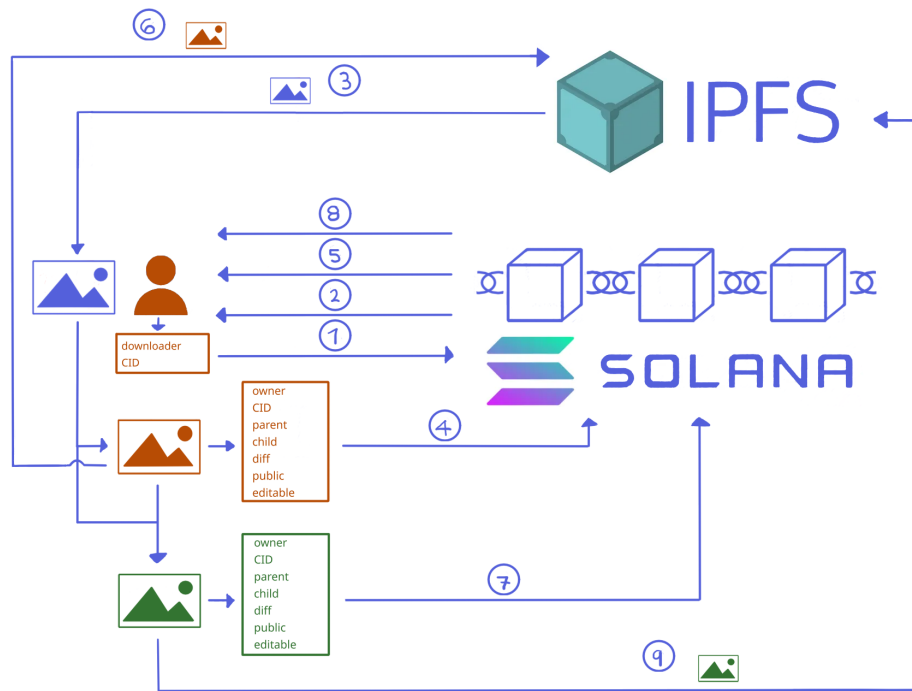 6
3
IPFS
8
5
2
1
downloader
CID
SOLANA
owner
CID
parent
child
diff
public
editable
4
owner
CID
parent
child
diff
public
editable
7
9